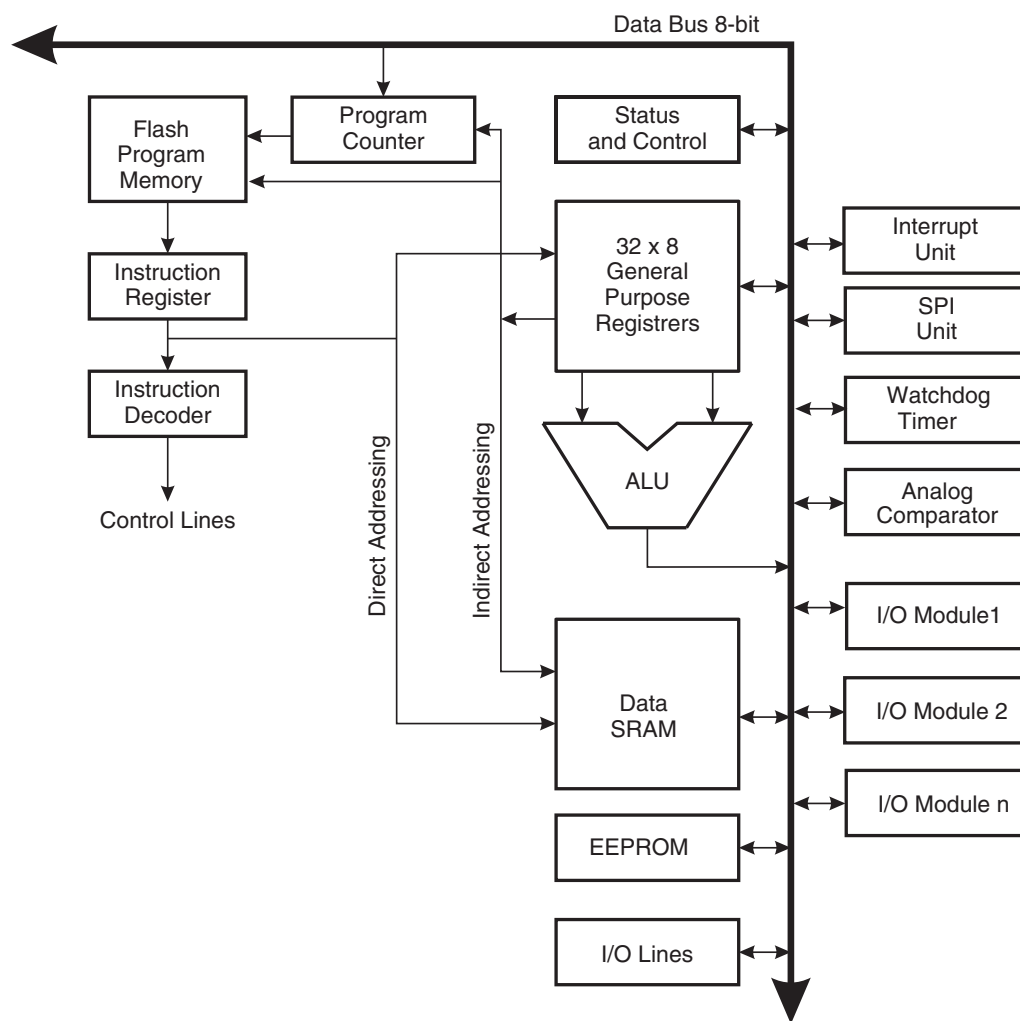 Data Bus 8-bit
Flash
Program
Memory
Program
Counter
Status
and Control
32 x 8
General
Purpose
Registrers
Interrupt
Unit
Instruction
Register
SPI
Unit
Instruction
Decoder
Watchdog
Timer
Control Lines
Direct Addressing
Indirect Addressing
ALU
Analog
Comparator
I/O Module1
Data
SRAM
I/O Module 2
I/O Module n
EEPROM
I/O Lines